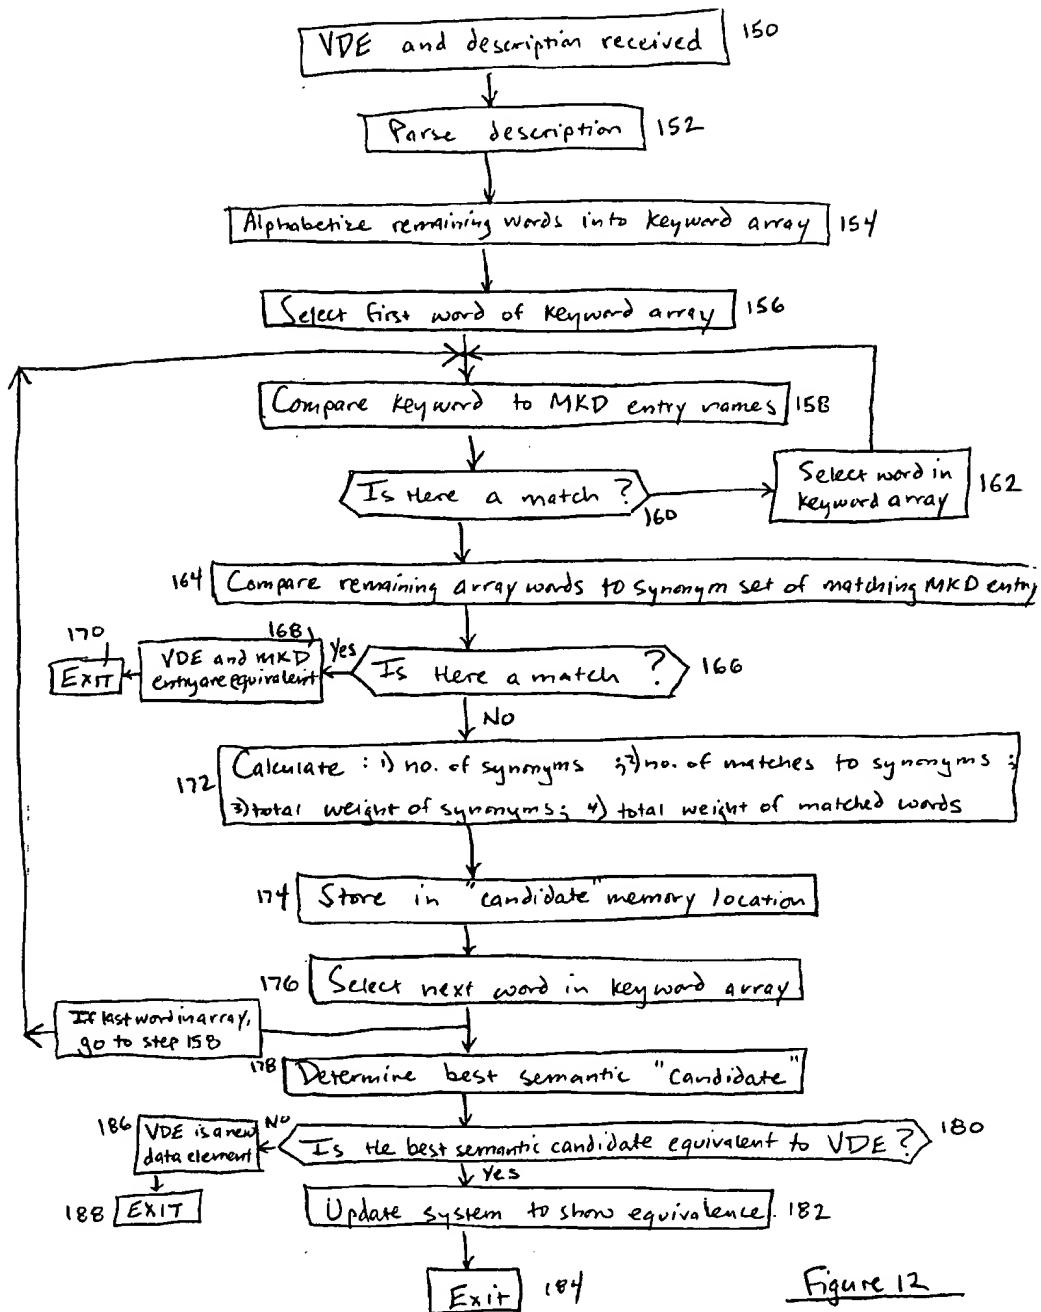 VDE and description received 150
Parse description 152
Alphabetize remaining words into keyword array 154
Select first word of keyword array 156
Compare keyword to MKD entry names 158
Is there a match ? 160
Select word in
keyword array 162
164 Compare remaining array words to synonym set of matching MKD entry
170
EXIT
168
VDE and MKD
entry are equivalent
Yes
Is there a match ? 166
No
172 Calculate : 1) no. of synonyms ; 2) no. of matches to synonyms ;
3) total weight of synonyms; 4) total weight of matched words
174 Store in "candidate" memory location
176 Select next word in keyword array
If last word in array,
go to step 158
178 Determine best semantic "candidate"
186 VDE is a new
data element
No
Is the best semantic candidate equivalent to VDE ? 180
Yes
188 EXIT
Update system to show equivalence. 182
Exit 184
Figure 12